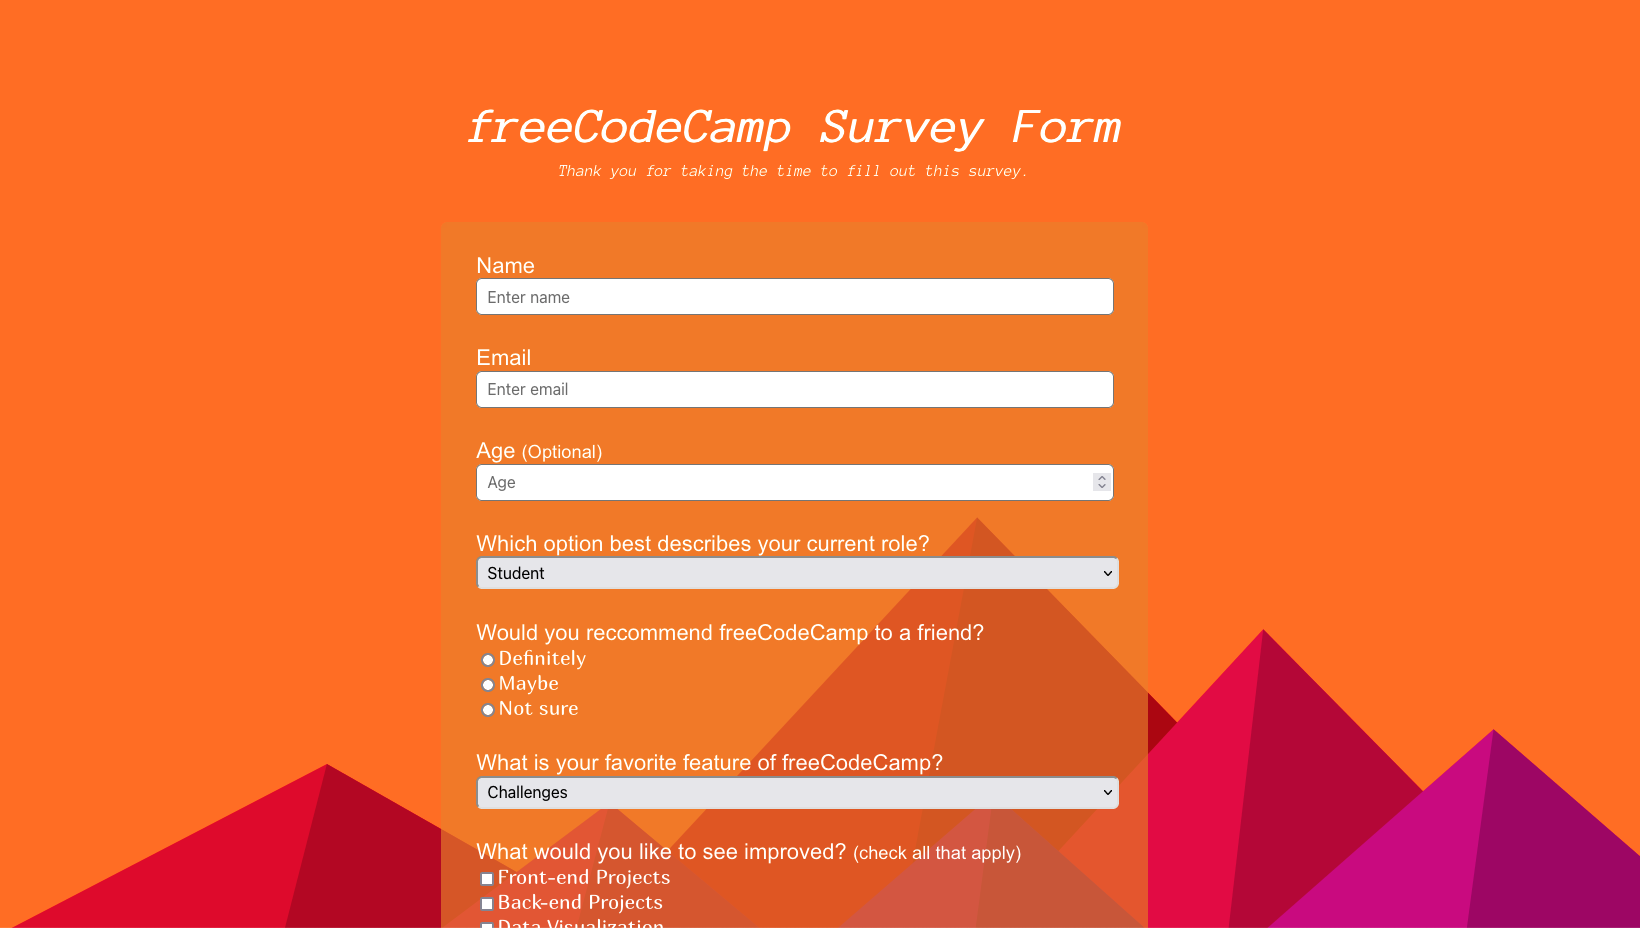 freeCodeCamp Survey Form
Thank you for taking the time to fill out this survey.
Name
Enter name
Email
Enter email
Age (Optional)
Age
Which option best describes your current role?
Student
Would you reccommend freeCodeCamp to a friend?
Definitely
Maybe
Not sure
What is your favorite feature of freeCodeCamp?
Challenges
What would you like to see improved? (check all that apply)
Front-end Projects
Back-end Projects
Data Visualization